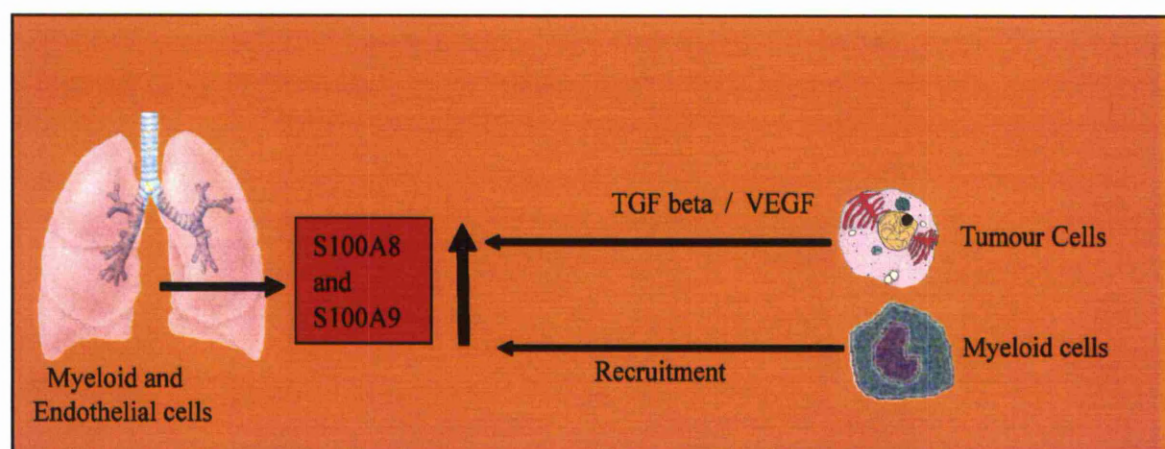 TGF beta / VEGF
S100A8
and
S100A9
Tumour Cells
Myeloid cells
Recruitment
Myeloid and
Endothelial cells